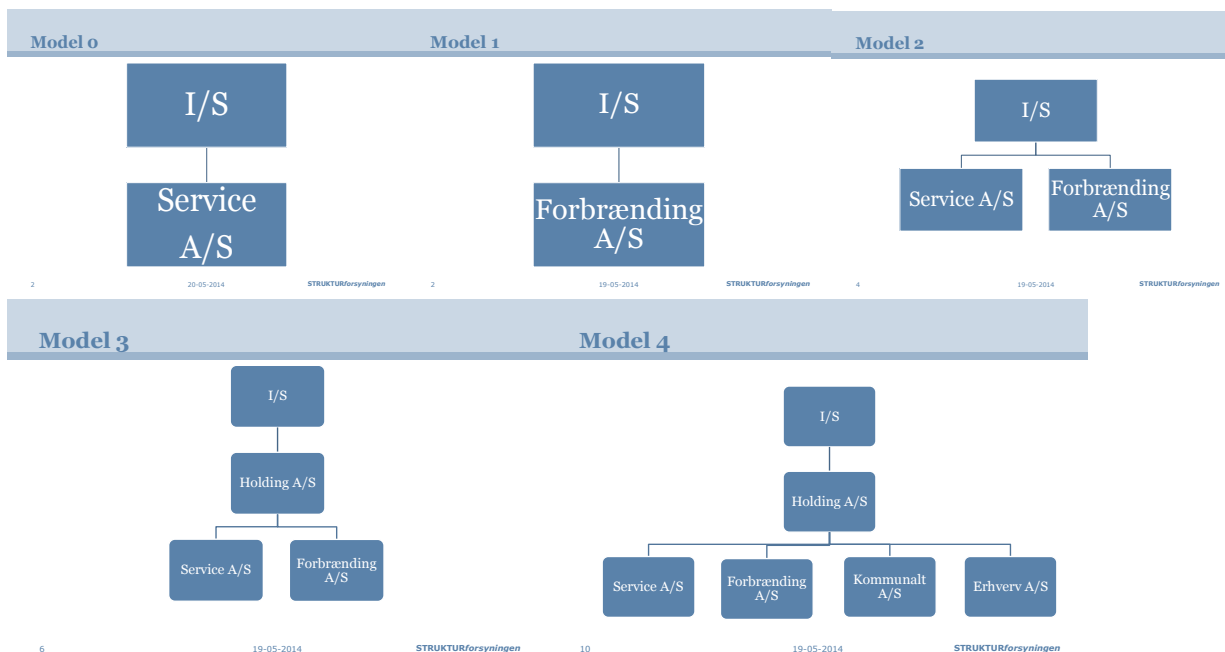 Model 0
I/S
Service
A/S
2
20-05-2014
STRUKTURforsyningen
Model 1
I/S
Forbrænding
A/S
2
19-05-2014
STRUKTURforsyningen
Model 2
I/S
Service A/S
Forbrænding
A/S
4
19-05-2014
STRUKTURforsyningen
Model 3
I/S
Holding A/S
Service A/S
Forbrænding
A/S
6
19-05-2014
STRUKTURforsyningen
Model 4
I/S
Holding A/S
Service A/S
Forbrænding
A/S
Kommunalt
A/S
Erhverv A/S
10
19-05-2014
STRUKTURforsyningen